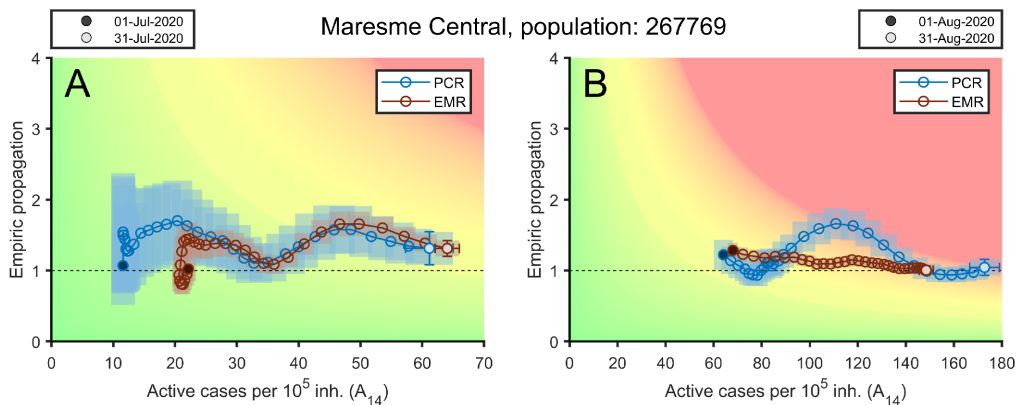 01-Jul-2020
31-Jul-2020
Maresme Central, population: 267769
01-Aug-2020
31-Aug-2020
A
PCR
EMR
4
3
2
1
0
Empiric propagation
0 10 20 30 40 50 60 70
Active cases per 10^5 inh. (A_14)
B
PCR
EMR
4
3
2
1
0
Empiric propagation
0 20 40 60 80 100 120 140 160 180
Active cases per 10^5 inh. (A_14)